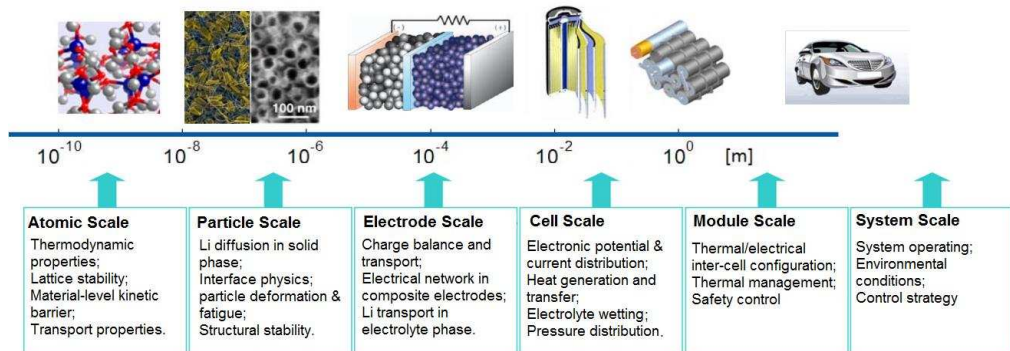 (-)
(+)
100 nm
10-10
10-8
10-6
10-4
10-2
100
[m]
Atomic Scale
Thermodynamic
properties;
Lattice stability;
Material-level kinetic
barrier;
Transport properties.
Particle Scale
Li diffusion in solid
phase;
Interface physics;
particle deformation &
fatigue;
Structural stability.
Electrode Scale
Charge balance and
transport;
Electrical network in
composite electrodes;
Li transport in
electrolyte phase.
Cell Scale
Electronic potential &
current distribution;
Heat generation and
transfer;
Electrolyte wetting;
Pressure distribution.
Module Scale
Thermal/electrical
inter-cell configuration;
Thermal management;
Safety control
System Scale
System operating;
Environmental
conditions;
Control strategy